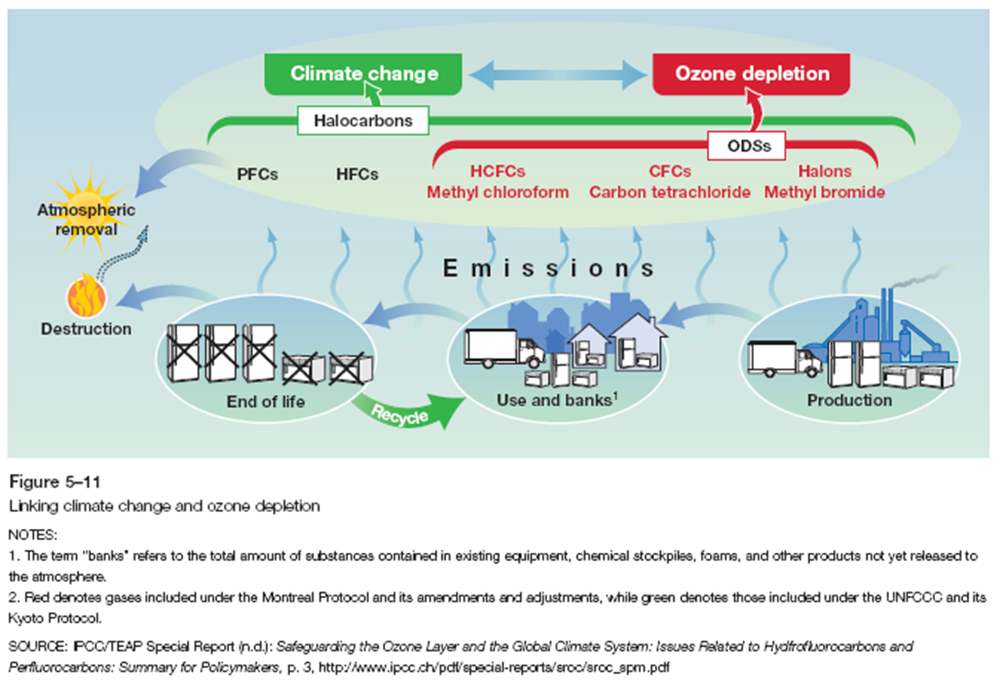 Climate change
Ozone depletion
Halocarbons
ODSs
PFCs
HFCs
HCFCs
Methyl chloroform
CFCs
Carbon tetrachloride
Halons
Methyl bromide
Atmospheric
removal
Emissions
Destruction
End of life
Recycle
Use and banks¹
Production
Figure 5–11
Linking climate change and ozone depletion
NOTES:
1. The term "banks" refers to the total amount of substances contained in existing equipment, chemical stockpiles, foams, and other products not yet released to
the atmosphere.
2. Red denotes gases included under the Montreal Protocol and its amendments and adjustments, while green denotes those included under the UNFCCC and its
Kyoto Protocol.
SOURCE: IPCC/TEAP Special Report (n.d.): Safeguarding the Ozone Layer and the Global Climate System: Issues Related to Hydfrofluorocarbons and
Perfluorocarbons: Summary for Policymakers, p. 3, http://www.ipcc.ch/pdf/special-reports/sroc/sroc_spm.pdf